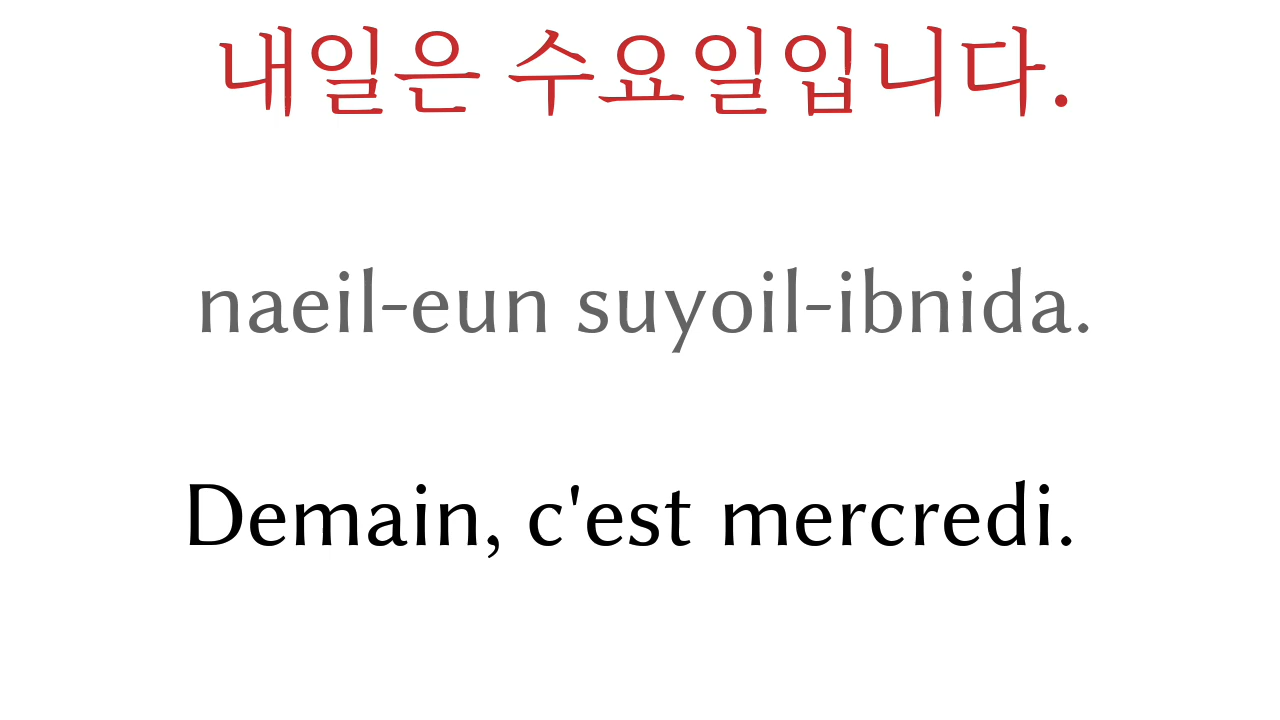 내일은 수요일입니다.
naeil-eun suyoil-ibnida.
Demain, c'est mercredi.